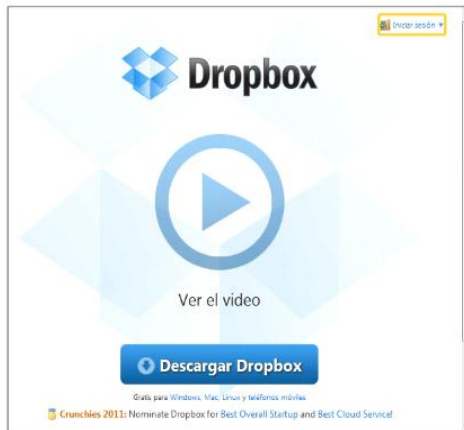 Iniciar sesión
Dropbox
Ver el video
Descargar Dropbox
Gratis para Windows, Mac, Linux y teléfonos móviles
Crunchies 2011: Nominate Dropbox for Best Overall Startup and Best Cloud Service!